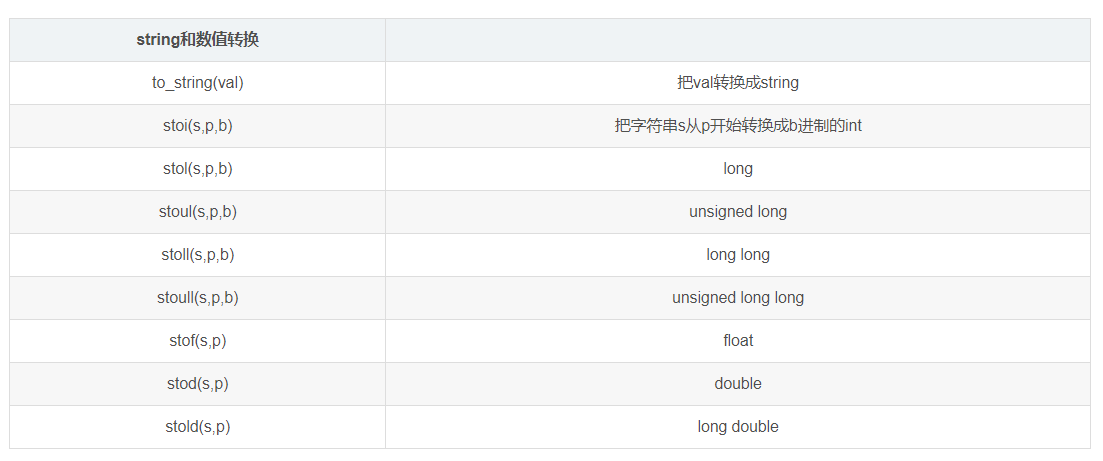 string和数值转换
to_string(val) 把val转换成string
stoi(s,p,b) 把字符串s从p开始转换成b进制的int
stol(s,p,b) long
stoul(s,p,b) unsigned long
stoll(s,p,b) long long
stoull(s,p,b) unsigned long long
stof(s,p) float
stod(s,p) double
stold(s,p) long double